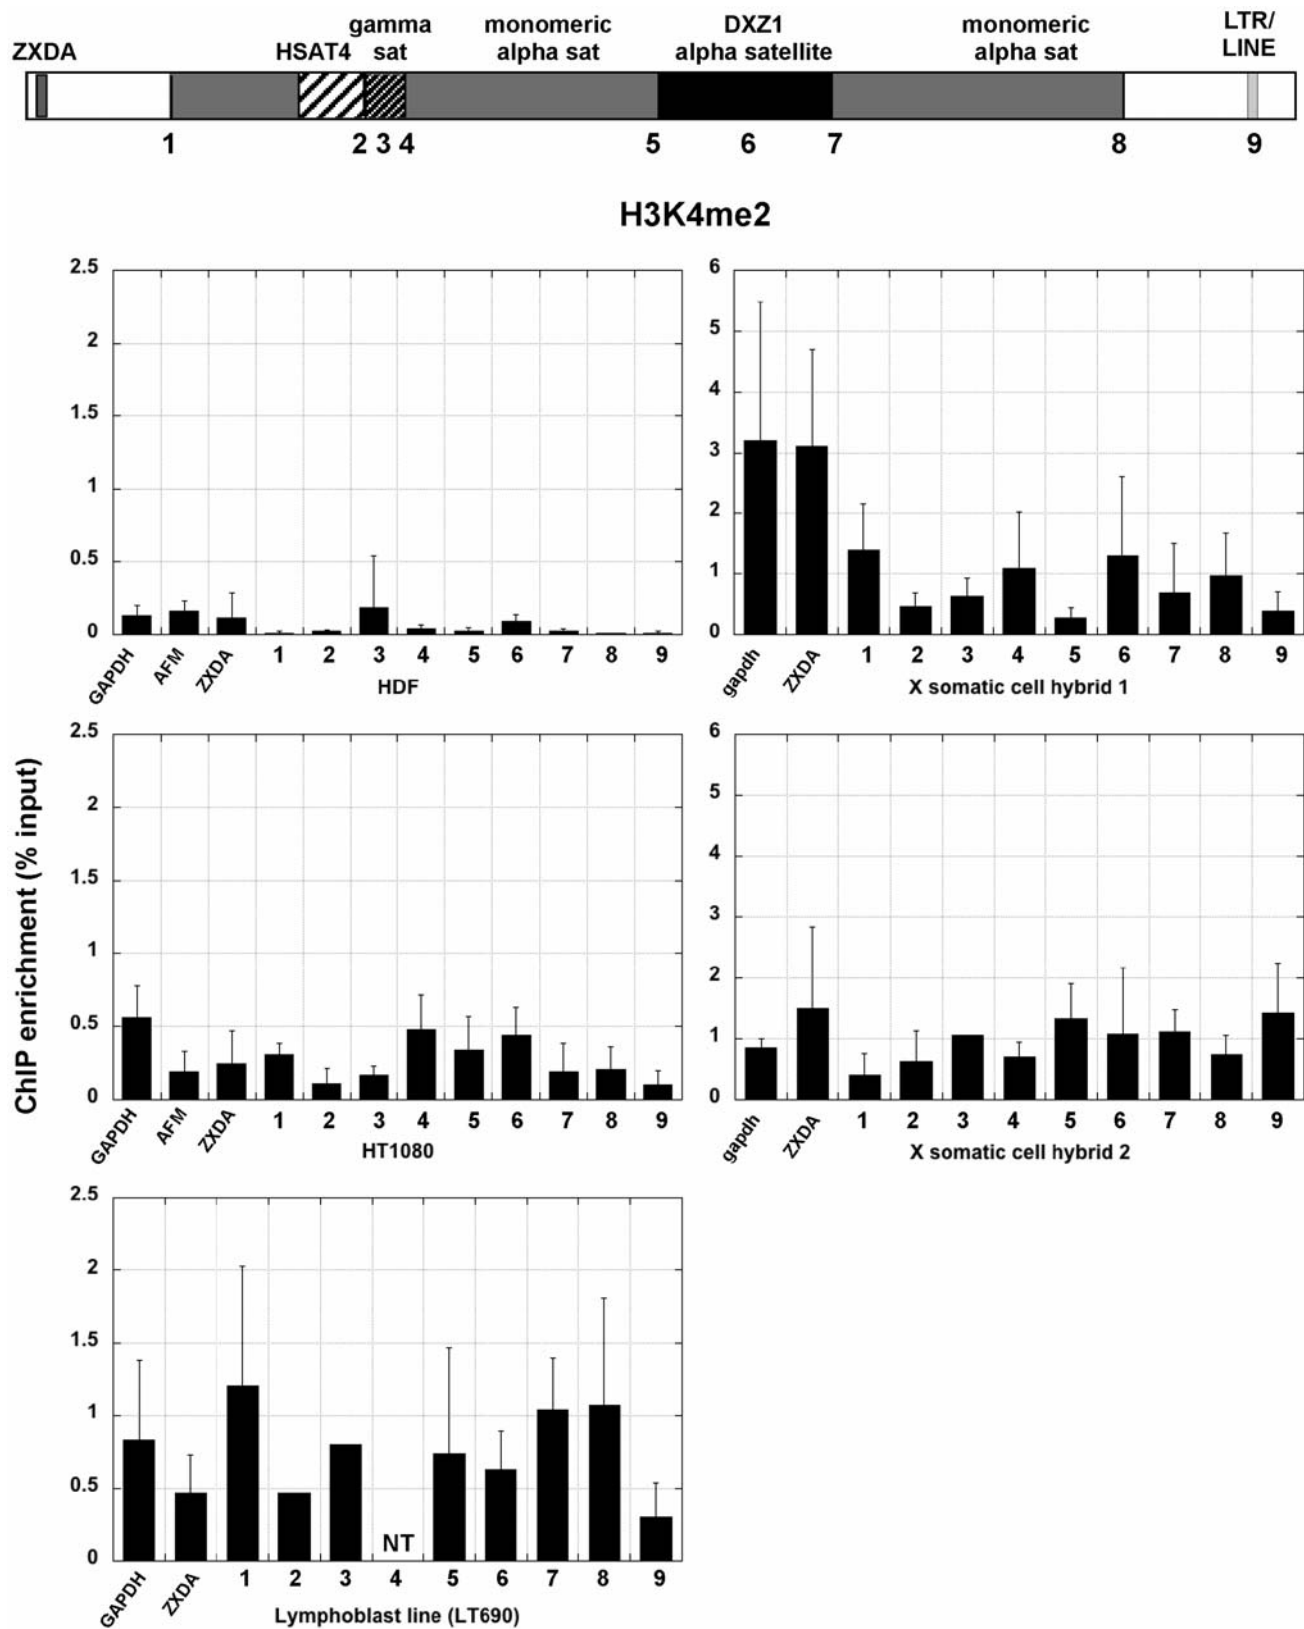 gamma monomeric DXZ1 monomeric LTR/
ZXDA HSAT4 sat alpha sat alpha satellite alpha sat LINE
1 2 3 4 5 6 7 8 9
H3K4me2
ChIP enrichment (% input)
2.5
2
1.5
1
0.5
0
GAPDH AFM ZXDA 1 2 3 4 5 6 7 8 9
HDF
6
5
4
3
2
1
0
gapdh ZXDA 1 2 3 4 5 6 7 8 9
X somatic cell hybrid 1
2.5
2
1.5
1
0.5
0
GAPDH AFM ZXDA 1 2 3 4 5 6 7 8 9
HT1080
6
5
4
3
2
1
0
gapdh ZXDA 1 2 3 4 5 6 7 8 9
X somatic cell hybrid 2
2.5
2
1.5
1
0.5
0
NT
GAPDH ZXDA 1 2 3 4 5 6 7 8 9
Lymphoblast line (LT690)